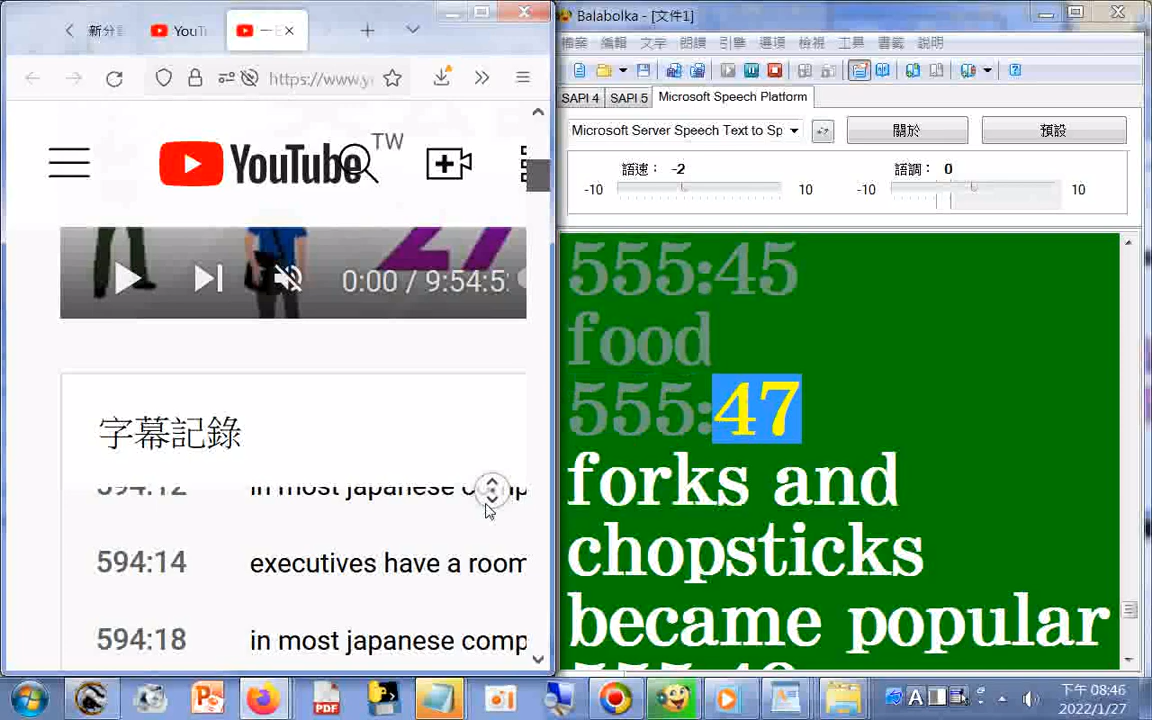 新分
YouT
一 E
https://www.y
TW
YouTube
27
0:00 / 9:54:5
字幕記錄
594:12 in most japanese comp
594:14 executives have a room
594:18 in most japanese comp
Balabolka - [文件1]
檔案 編輯 文字 朗讀 引擎 選項 檢視 工具 書籤 說明
SAPI 4 SAPI 5 Microsoft Speech Platform
Microsoft Server Speech Text to Sp
關於 預設
語速： -2 語調： 0
-10 10 -10 10
555:45
food
555:47
forks and
chopsticks
became popular
PDF
A
下午 08:46
2022/1/27